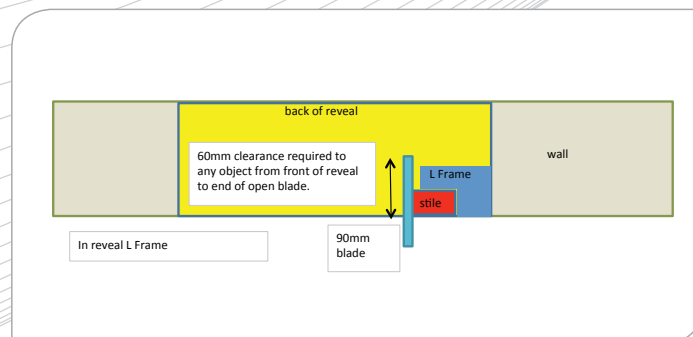 back of reveal
60mm clearance required to
any object from front of reveal
to end of open blade.
wall
L Frame
stile
In reveal L Frame
90mm
blade